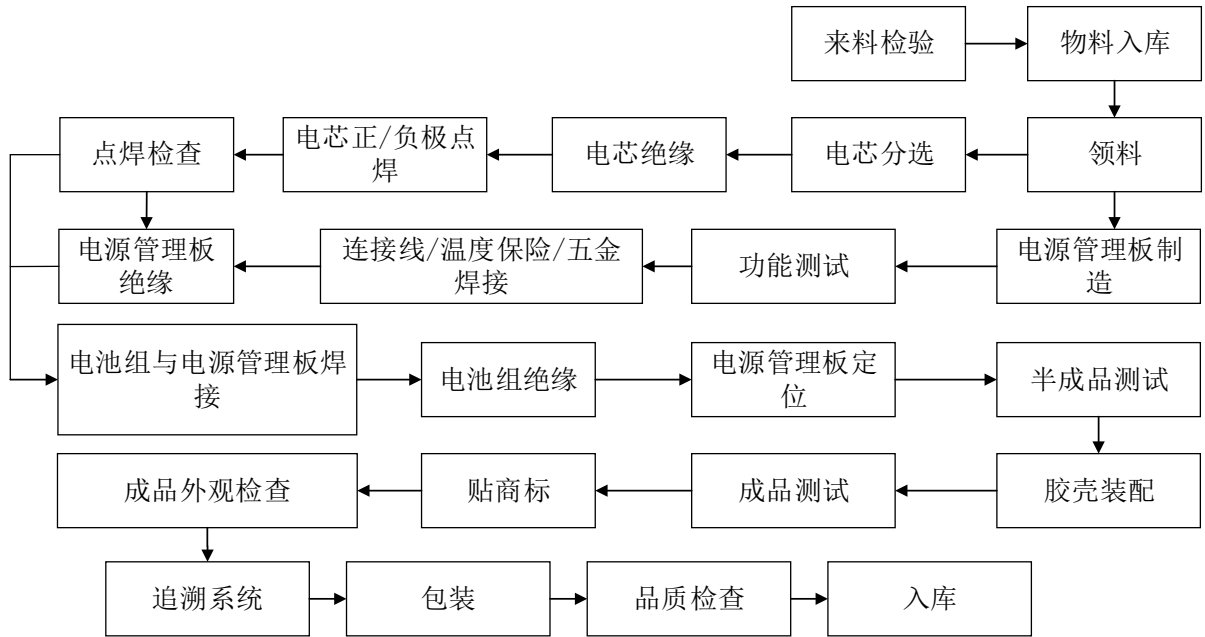 来料检验
物料入库
点焊检查
电芯正/负极点
焊
电芯绝缘
电芯分选
领料
电源管理板
绝缘
连接线/温度保险/五金
焊接
功能测试
电源管理板制
造
电池组与电源管理板焊
接
电池组绝缘
电源管理板定
位
半成品测试
成品外观检查
贴商标
成品测试
胶壳装配
追溯系统
包装
品质检查
入库